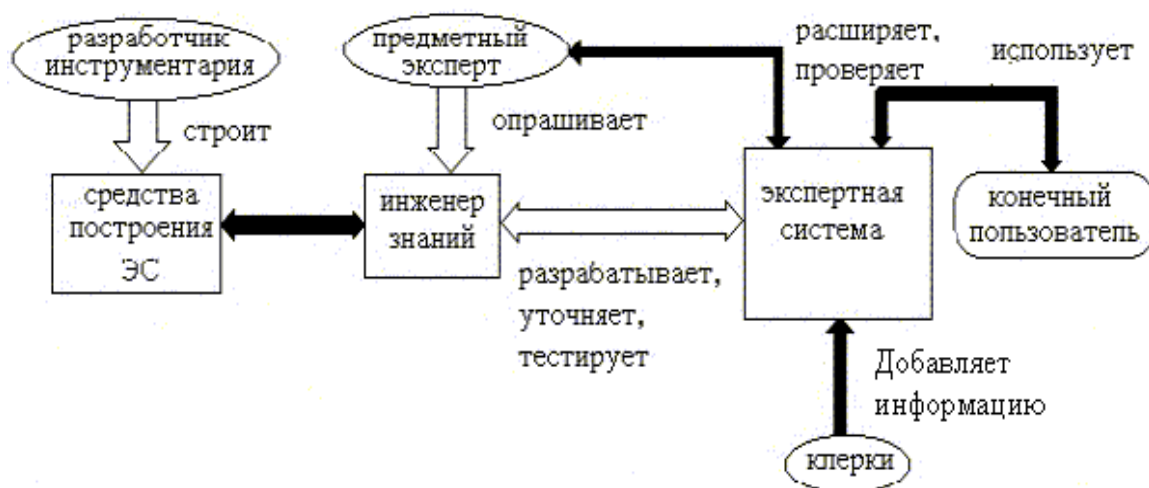 разработчик
инструментария
предметный
эксперт
расширяет,
проверяет
использует
строит
опрашивает
средства
построения
ЭС
инженер
знаний
экспертная
система
конечный
пользователь
разрабатывает,
уточняет,
тестирует
Добавляет
информацию
клерки